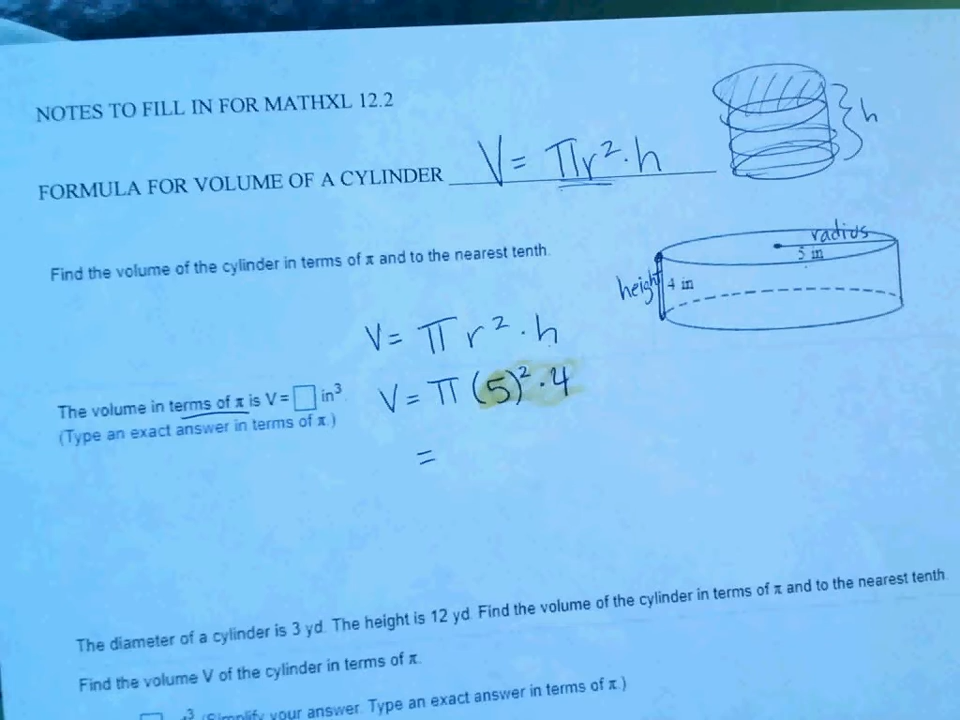 NOTES TO FILL IN FOR MATHXL 12.2
h
FORMULA FOR VOLUME OF A CYLINDER V = πr²·h
radius
5 in
height 4 in
Find the volume of the cylinder in terms of π and to the nearest tenth.
V = π r²·h
The volume in terms of π is V = in³.
V = π (5)²·4
(Type an exact answer in terms of π.)
=
The diameter of a cylinder is 3 yd. The height is 12 yd. Find the volume of the cylinder in terms of π and to the nearest tenth.
Find the volume V of the cylinder in terms of π.
³ (Simplify your answer. Type an exact answer in terms of π.)